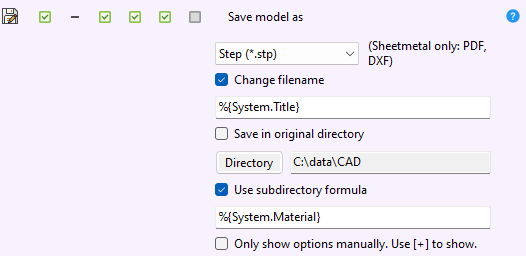 Save model as
?
Step (*.stp)
(Sheetmetal only: PDF,
DXF)
Change filename
%{System.Title}
Save in original directory
Directory
C:\data\CAD
Use subdirectory formula
%{System.Material}
Only show options manually. Use [+] to show.